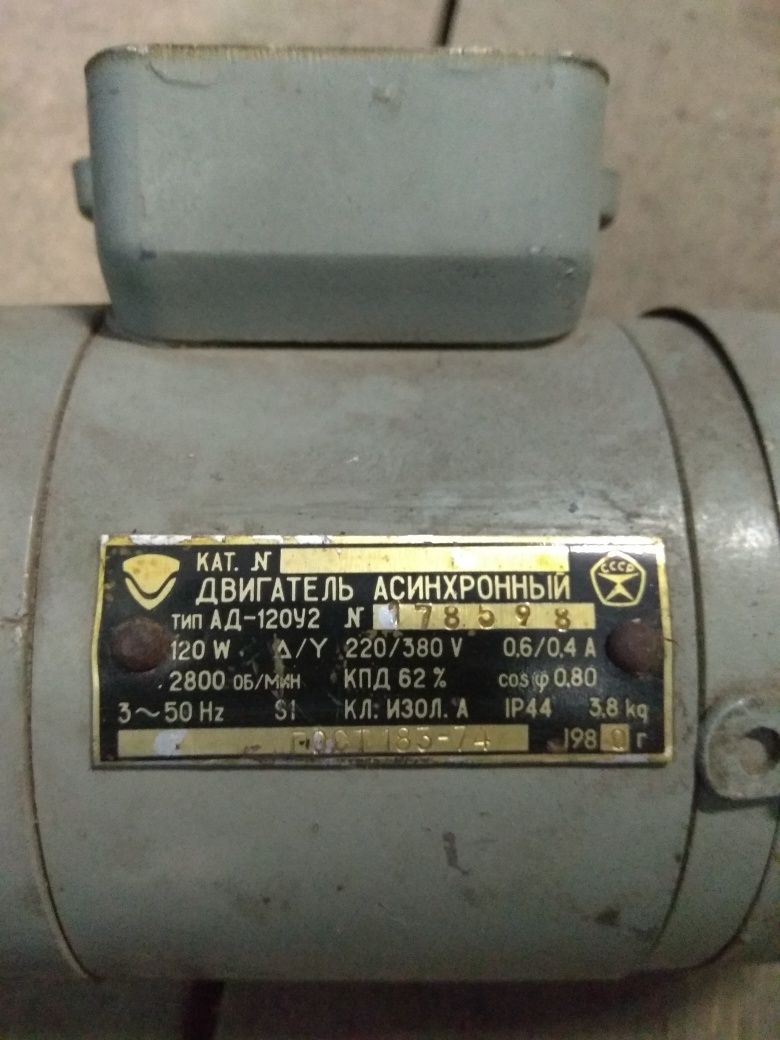 КАТ. №
СССР
ДВИГАТЕЛЬ АСИНХРОННЫЙ
ТИП АД-120У2 № 178598
120 W Δ/Y 220/380 V 0,6/0,4 A
2800 ОБ/МИН КПД 62 % cos φ 0,80
3~50 Hz S1 КЛ: ИЗОЛ. А IP44 3,8 kg
ГОСТ 183-74 1980 г